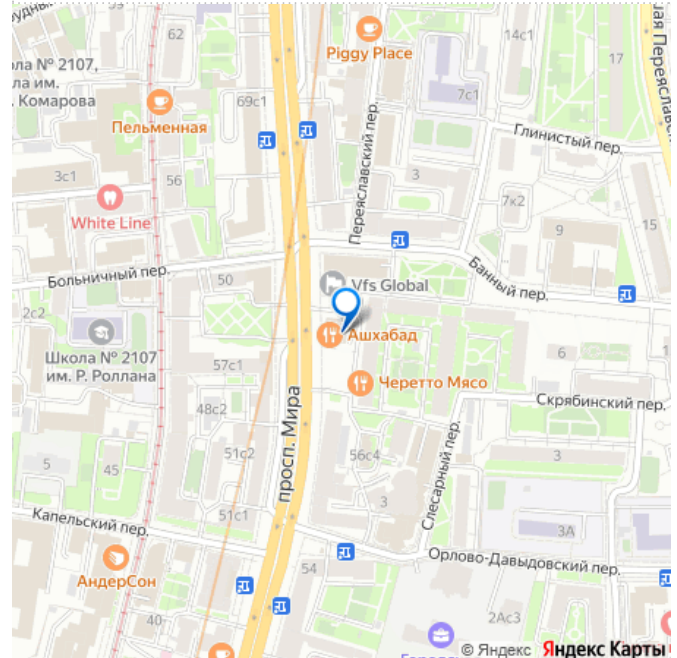 62
Piggy Place
14с1
17
Школа № 2107,
Комарова
69с1
7с1
Пельменная
Глинистый пер.
3с1
56
Переяславский пер.
3
White Line
7к2
15
9
Больничный пер.
50
Vfs Global
Банный пер.
2с2
Ашхабад
Школа № 2107
им. Р. Роллана
57с1
6
Черетто Мясо
48с2
просп. Мира
Скрябинский пер.
51с2
56с4
Слесарный пер.
3
5
45
3
51с1
3А
Капельский пер.
54
Орлово-Давыдовский пер.
АндерСон
40
2Ас3
© Яндекс Яндекс Карты